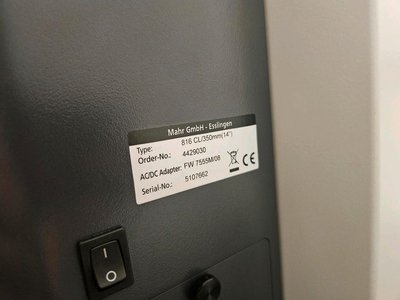 Mahr GmbH - Esslingen
Type: 816 CL/350mm(14")
Order-No.: 4429030
AC/DC Adapter: FW 7555M/08
Serial-No.: 5107662
CE
I
O